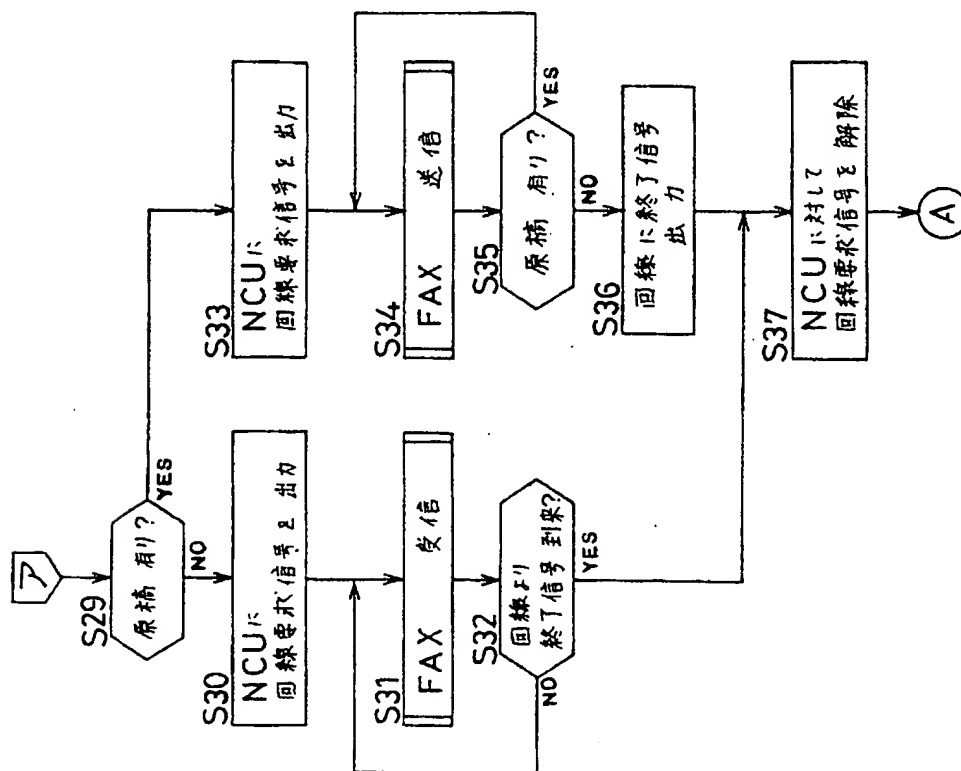 ア
S29
原稿 有り?
YES
NO
S30
NCUに
回線要求信号を出力
S31
FAX 受信
S32
回線より
終了信号到来?
NO
YES
S33
NCUに
回線要求信号を出力
S34
FAX 送信
S35
原稿 有り?
YES
NO
S36
回線に終了信号
出力
S37
NCUに対して
回線要求信号を解除
A